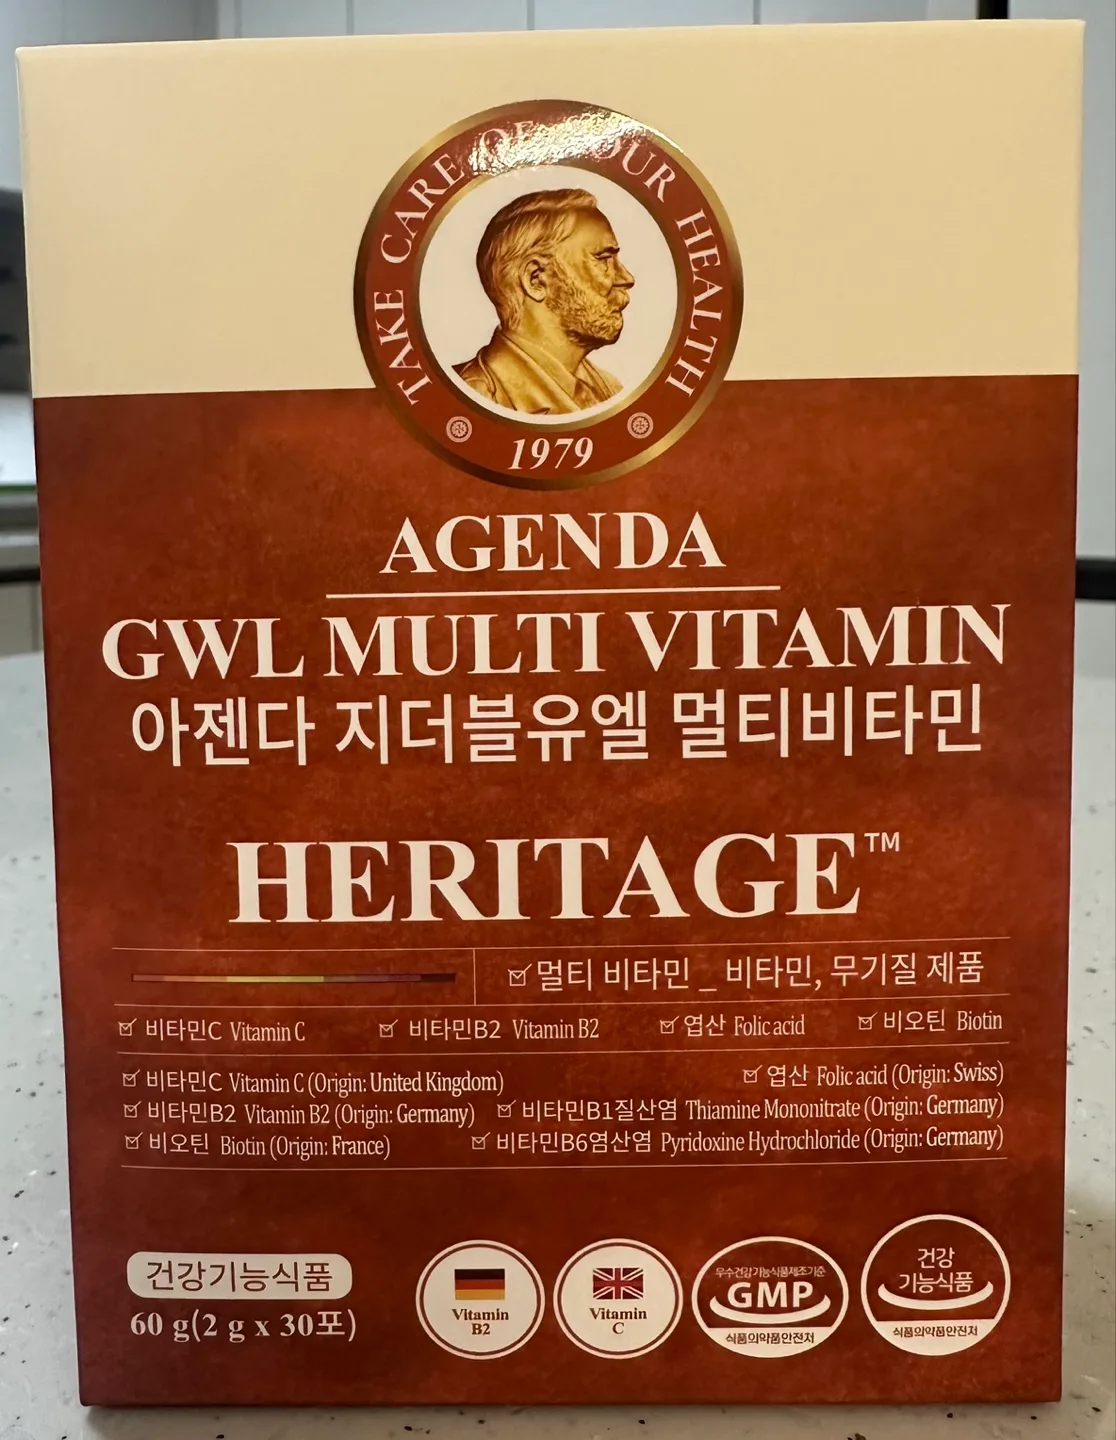 TAKE CARE OF YOUR HEALTH
1979
AGENDA
GWL MULTI VITAMIN
아젠다 지더블유엘 멀티비타민
HERITAGE™
멀티 비타민 _ 비타민, 무기질 제품
비타민C Vitamin C 비타민B2 Vitamin B2 엽산 Folic acid 비오틴 Biotin
비타민C Vitamin C (Origin: United Kingdom) 엽산 Folic acid (Origin: Swiss)
비타민B2 Vitamin B2 (Origin: Germany) 비타민B1질산염 Thiamine Mononitrate (Origin: Germany)
비오틴 Biotin (Origin: France) 비타민B6염산염 Pyridoxine Hydrochloride (Origin: Germany)
건강기능식품
60 g(2 g x 30포)
Vitamin
B2
Vitamin
C
우수건강기능식품제조기준
GMP
식품의약품안전처
건강
기능식품
식품의약품안전처